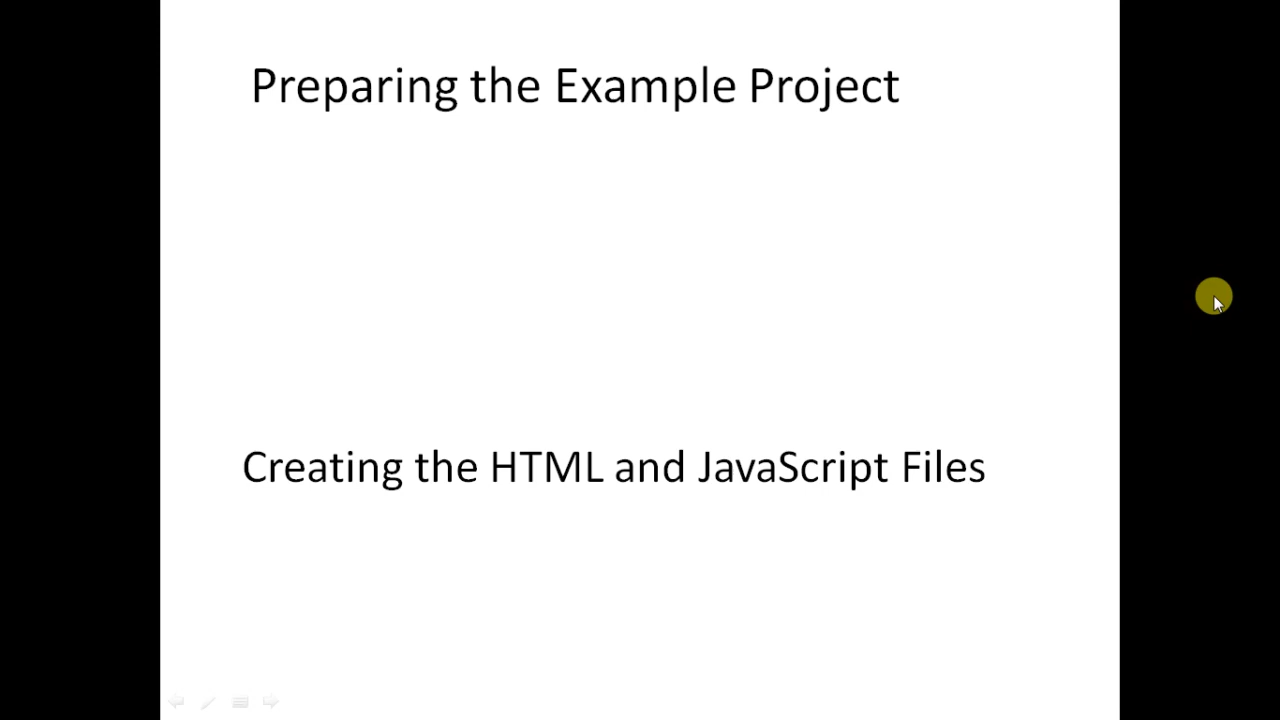 Preparing the Example Project
Creating the HTML and JavaScript Files